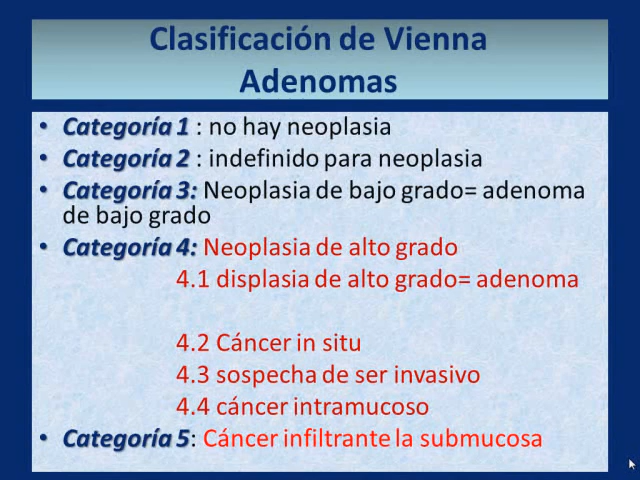 Clasificación de Vienna
Adenomas
• Categoría 1 : no hay neoplasia
• Categoría 2 : indefinido para neoplasia
• Categoría 3: Neoplasia de bajo grado= adenoma
de bajo grado
• Categoría 4: Neoplasia de alto grado
4.1 displasia de alto grado= adenoma
4.2 Cáncer in situ
4.3 sospecha de ser invasivo
4.4 cáncer intramucoso
• Categoría 5: Cáncer infiltrante la submucosa